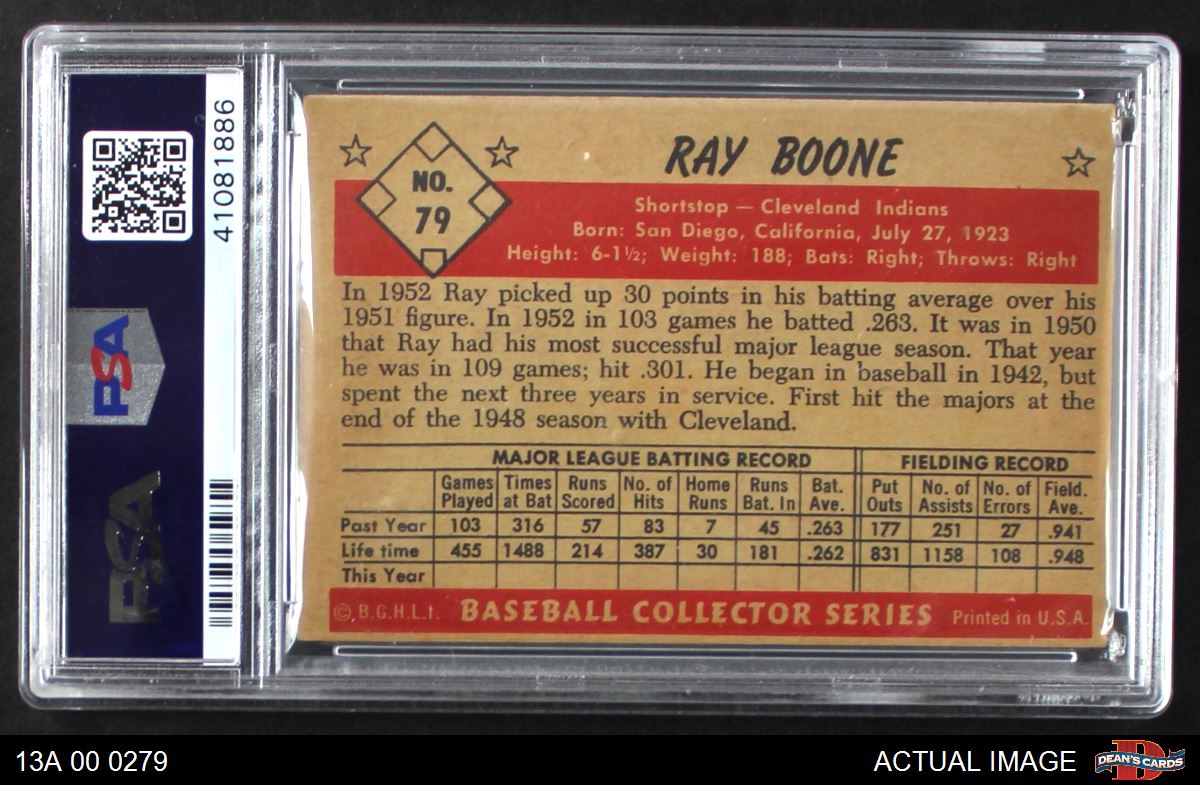 41081886
PSA
PSA
NO.
79
RAY BOONE
Shortstop — Cleveland Indians
Born: San Diego, California, July 27, 1923
Height: 6-1½; Weight: 188; Bats: Right; Throws: Right
In 1952 Ray picked up 30 points in his batting average over his
1951 figure. In 1952 in 103 games he batted .263. It was in 1950
that Ray had his most successful major league season. That year
he was in 109 games; hit .301. He began in baseball in 1942, but
spent the next three years in service. First hit the majors at the
end of the 1948 season with Cleveland.
MAJOR LEAGUE BATTING RECORD FIELDING RECORD
Games Played Times at Bat Runs Scored No. of Hits Home Runs Runs Bat. In Bat. Ave. Put Outs No. of Assists No. of Errors Field. Ave.
Past Year 103 316 57 83 7 45 .263 177 251 27 .941
Life time 455 1488 214 387 30 181 .262 831 1158 108 .948
This Year
© B.G.H.L.I. BASEBALL COLLECTOR SERIES Printed in U.S.A.
13A 00 0279
ACTUAL IMAGE
D
DEAN'S CARDS